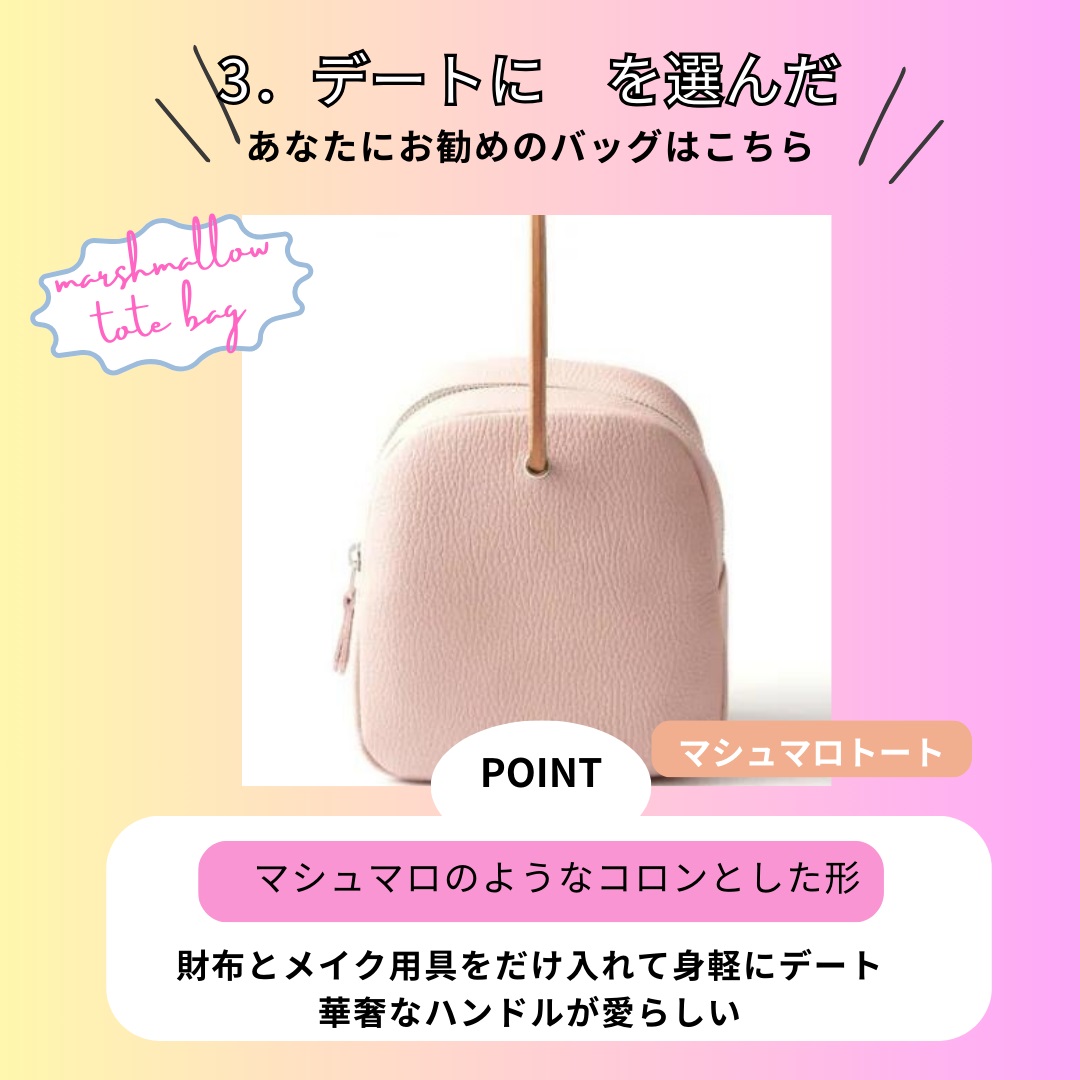 3．デートに　を選んだ
あなたにお勧めのバッグはこちら
marshmallow
tote bag
マシュマロトート
POINT
マシュマロのようなコロンとした形
財布とメイク用具をだけ入れて身軽にデート
華奢なハンドルが愛らしい